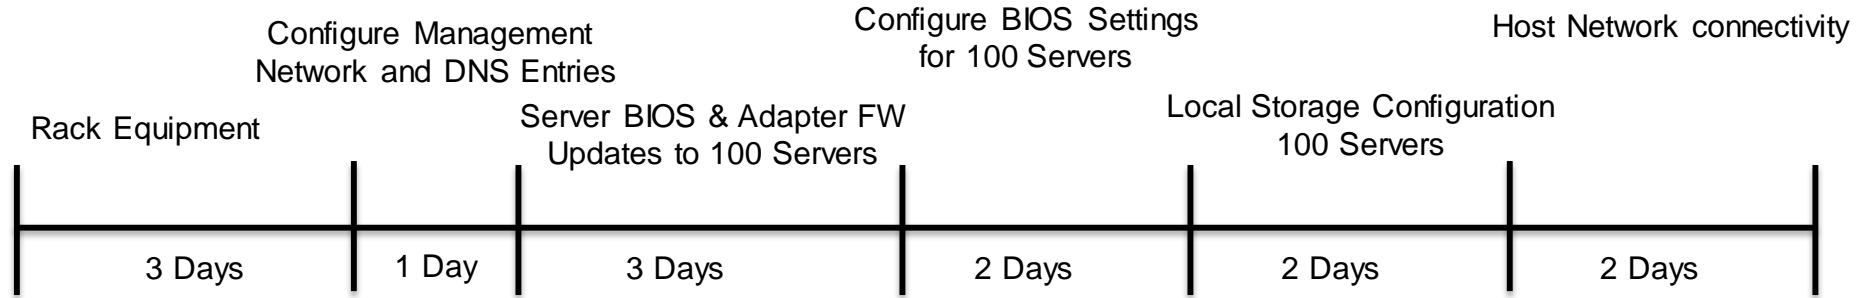 Rack Equipment
Configure Management
Network and DNS Entries
Server BIOS & Adapter FW
Updates to 100 Servers
Configure BIOS Settings
for 100 Servers
Local Storage Configuration
100 Servers
Host Network connectivity
3 Days
1 Day
3 Days
2 Days
2 Days
2 Days